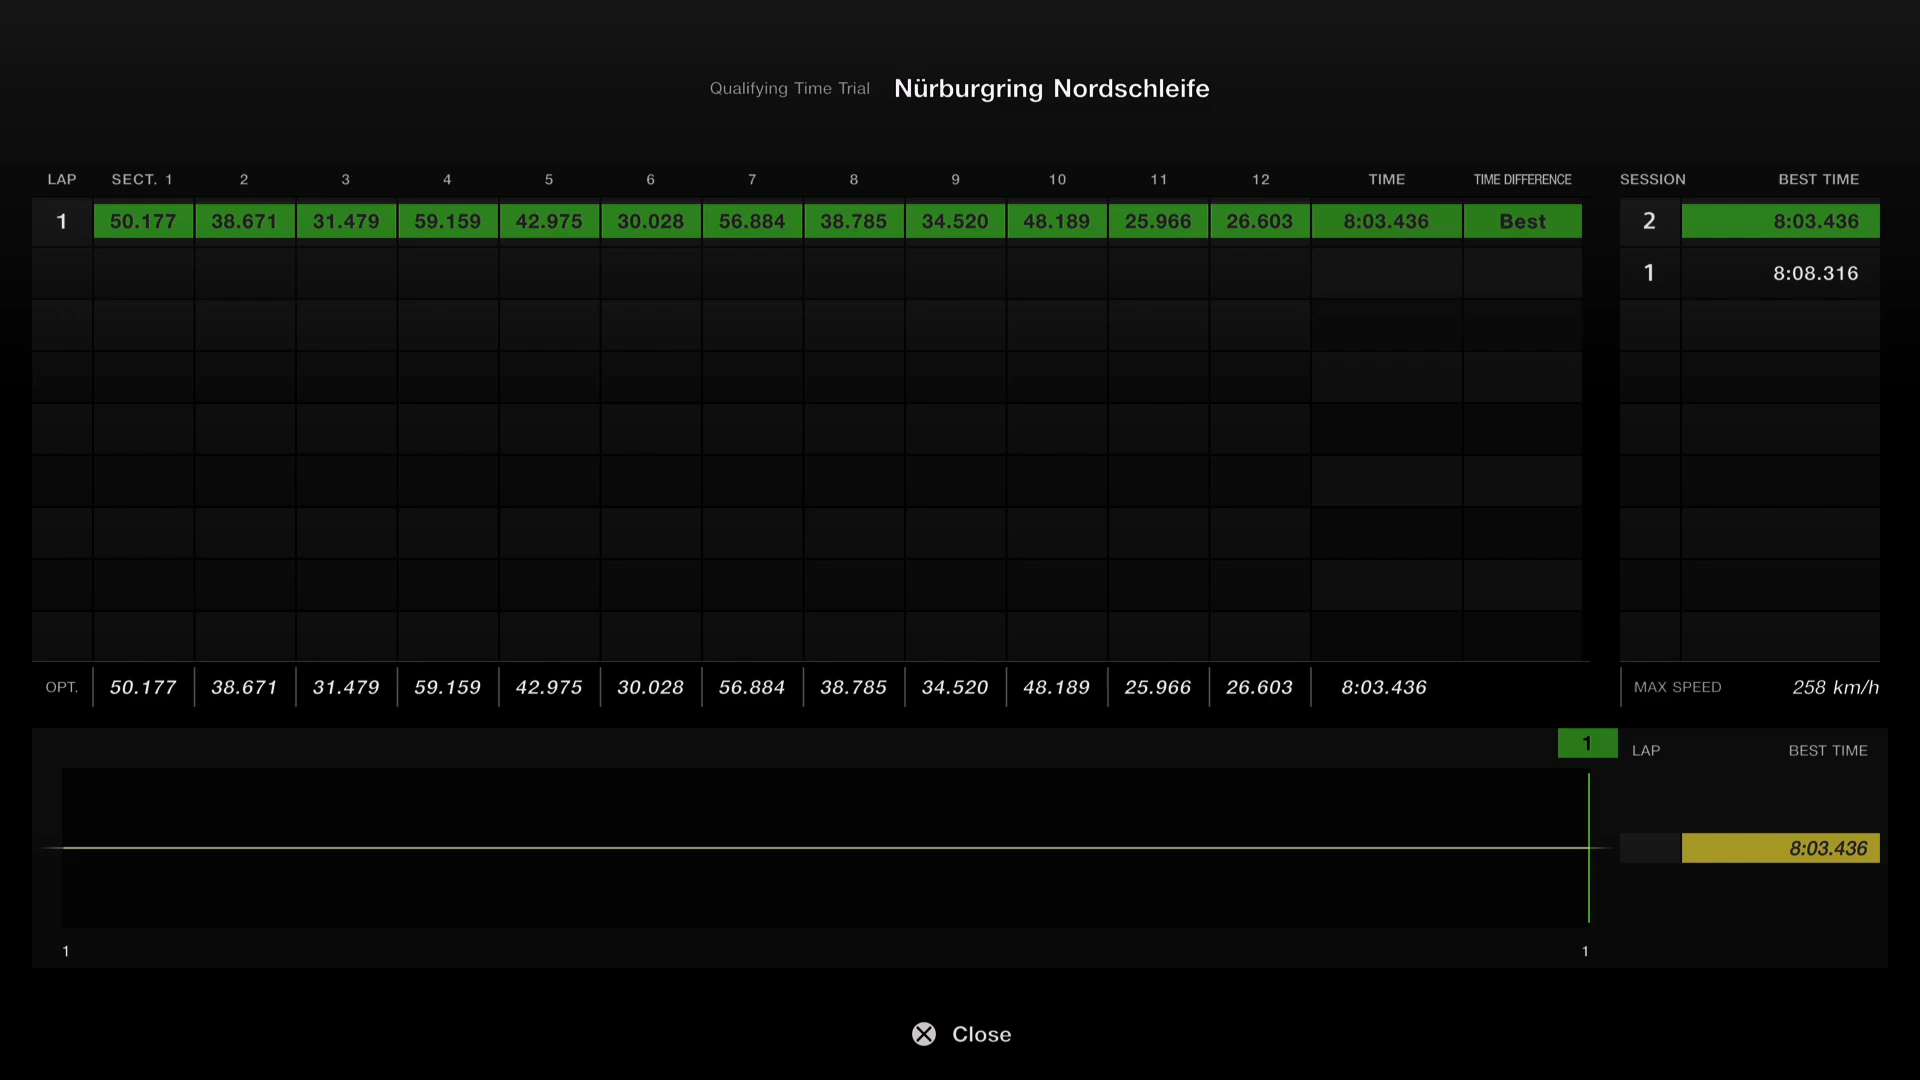 Qualifying Time Trial Nürburgring Nordschleife
LAP SECT. 1 2 3 4 5 6 7 8 9 10 11 12 TIME TIME DIFFERENCE SESSION BEST TIME
1 50.177 38.671 31.479 59.159 42.975 30.028 56.884 38.785 34.520 48.189 25.966 26.603 8:03.436 Best 2 8:03.436
1 8:08.316
OPT. 50.177 38.671 31.479 59.159 42.975 30.028 56.884 38.785 34.520 48.189 25.966 26.603 8:03.436 MAX SPEED 258 km/h
1 LAP BEST TIME
8:03.436
1 1
Close